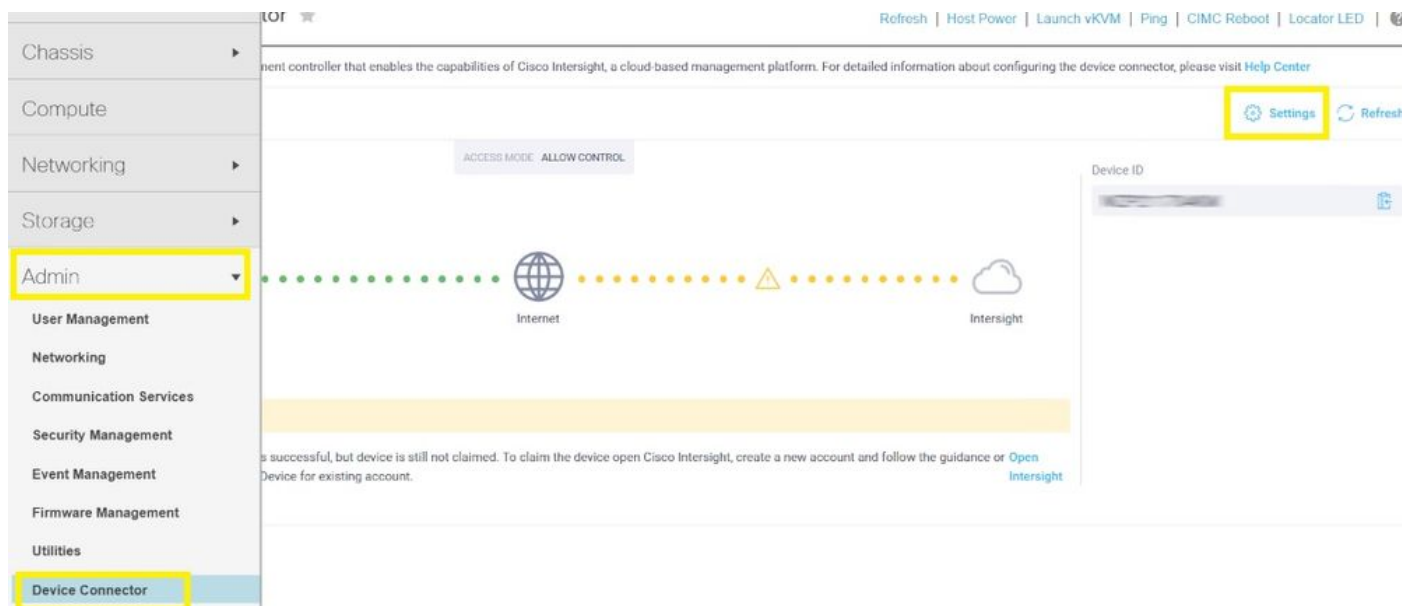 tor
Refresh | Host Power | Launch vKVM | Ping | CIMC Reboot | Locator LED |
Chassis
ment controller that enables the capabilities of Cisco Intersight, a cloud-based management platform. For detailed information about configuring the device connector, please visit Help Center
Compute
Settings Refresh
Networking
ACCESS MODE ALLOW CONTROL
Device ID
Storage
Admin
User Management
Internet
Intersight
Networking
Communication Services
Security Management
s successful, but device is still not claimed. To claim the device open Cisco Intersight, create a new account and follow the guidance or Open
Event Management
Device for existing account. Intersight
Firmware Management
Utilities
Device Connector